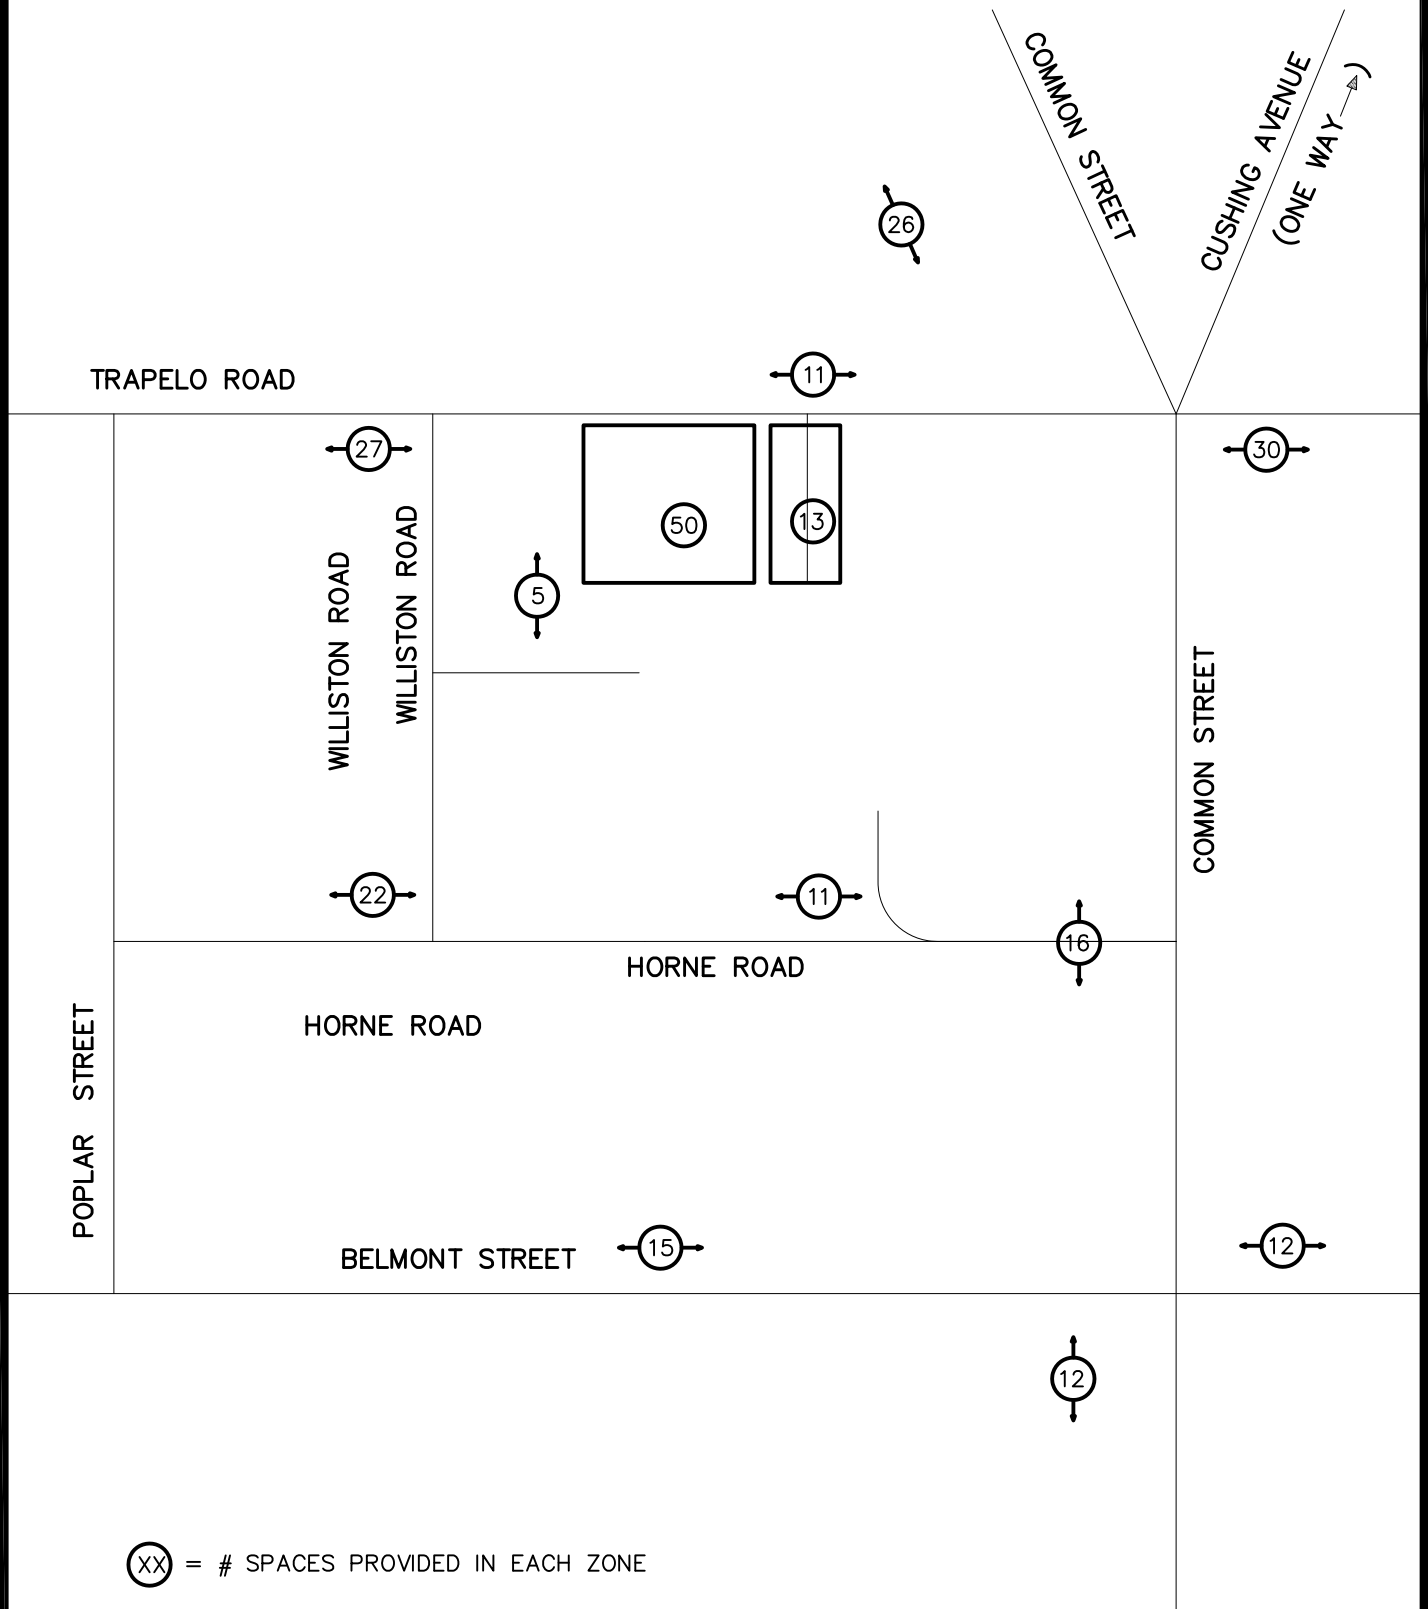 COMMON STREET
CUSHING AVENUE
(ONE WAY )
26
TRAPELO ROAD
11
27
30
50
13
5
WILLISTON ROAD
WILLISTON ROAD
COMMON STREET
22
11
16
HORNE ROAD
HORNE ROAD
POPLAR STREET
BELMONT STREET
15
12
12
XX = # SPACES PROVIDED IN EACH ZONE